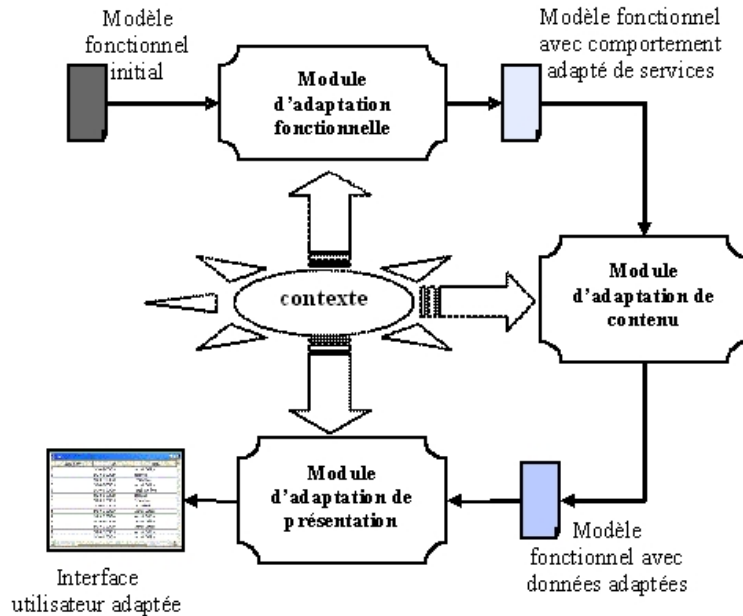 Modèle
fonctionnel
initial
Module
d'adaptation
fonctionnelle
Modèle fonctionnel
avec comportement
adapté de services
contexte
Module
d'adaptation de
contenu
Module
d'adaptation de
présentation
Modèle
fonctionnel avec
données adaptées
Interface
utilisateur adaptée